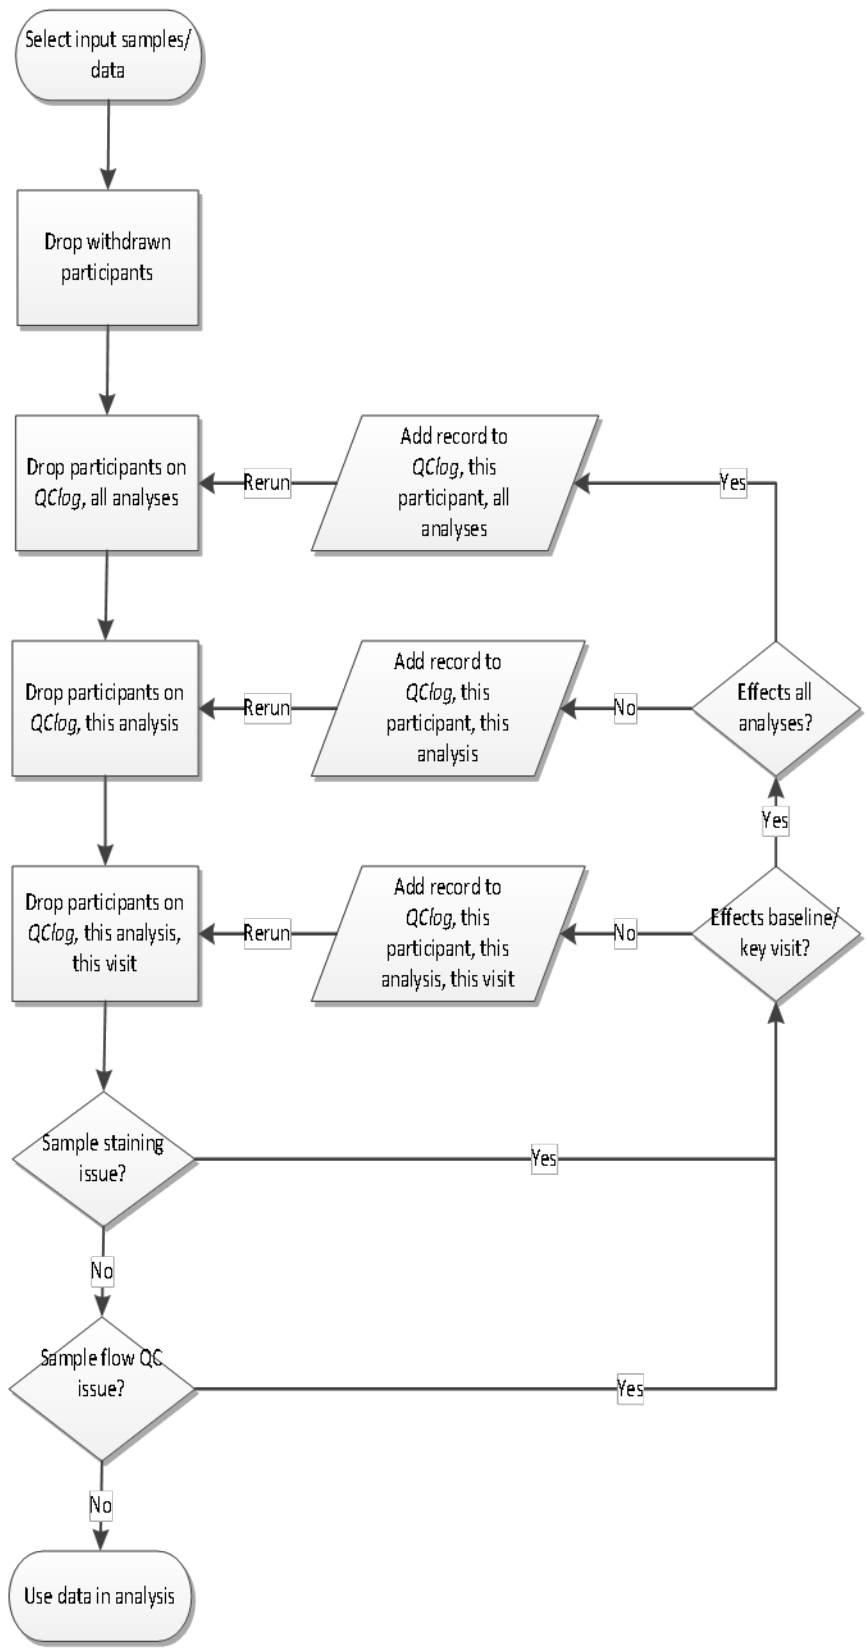 Select input samples/
data
Drop withdrawn
participants
Drop participants on
QClog, all analyses
Rerun
Add record to
QClog, this
participant, all
analyses
Yes
Drop participants on
QClog, this analysis
Rerun
Add record to
QClog, this
participant, this
analysis
No
Effects all
analyses?
Yes
Drop participants on
QClog, this analysis,
this visit
Rerun
Add record to
QClog, this
participant, this
analysis, this visit
No
Effects baseline/
key visit?
Sample staining
issue?
Yes
No
Sample flow QC
issue?
Yes
No
Use data in analysis